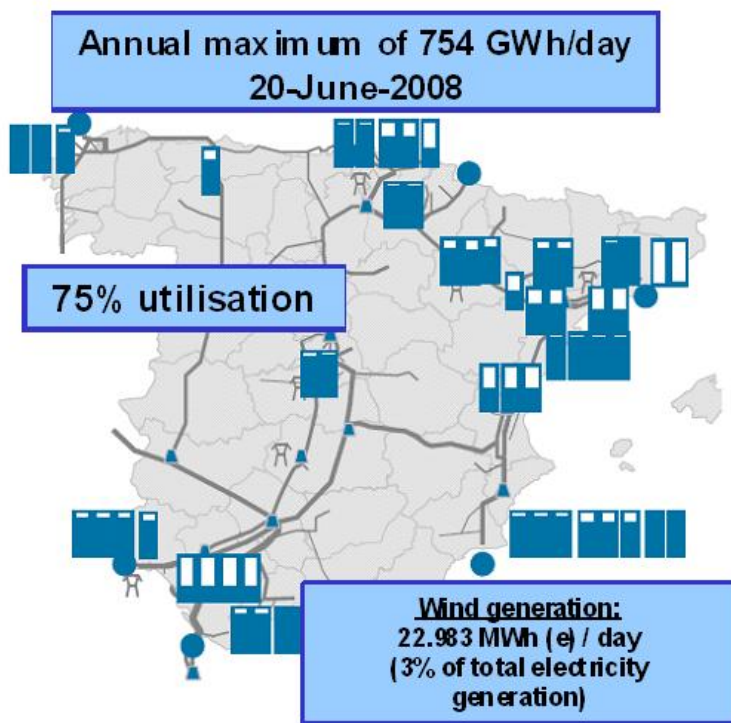 Annual maximum of 754 GWh/day
20-June-2008
75% utilisation
Wind generation:
22.983 MWh (e) / day
(3% of total electricity
generation)